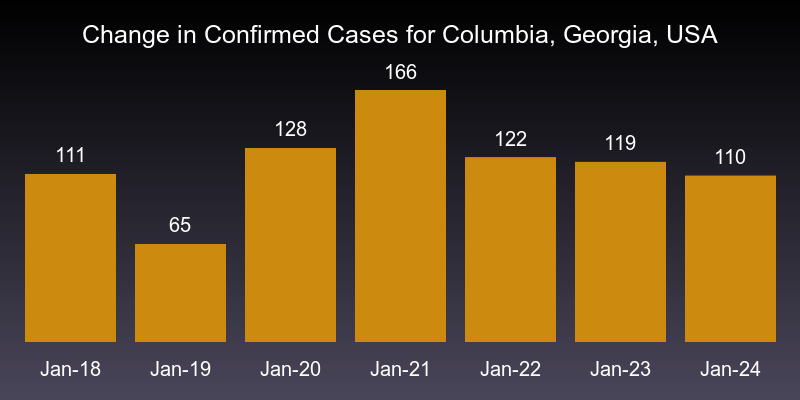 Change in Confirmed Cases for Columbia, Georgia, USA
111
65
128
166
122
119
110
Jan-18
Jan-19
Jan-20
Jan-21
Jan-22
Jan-23
Jan-24